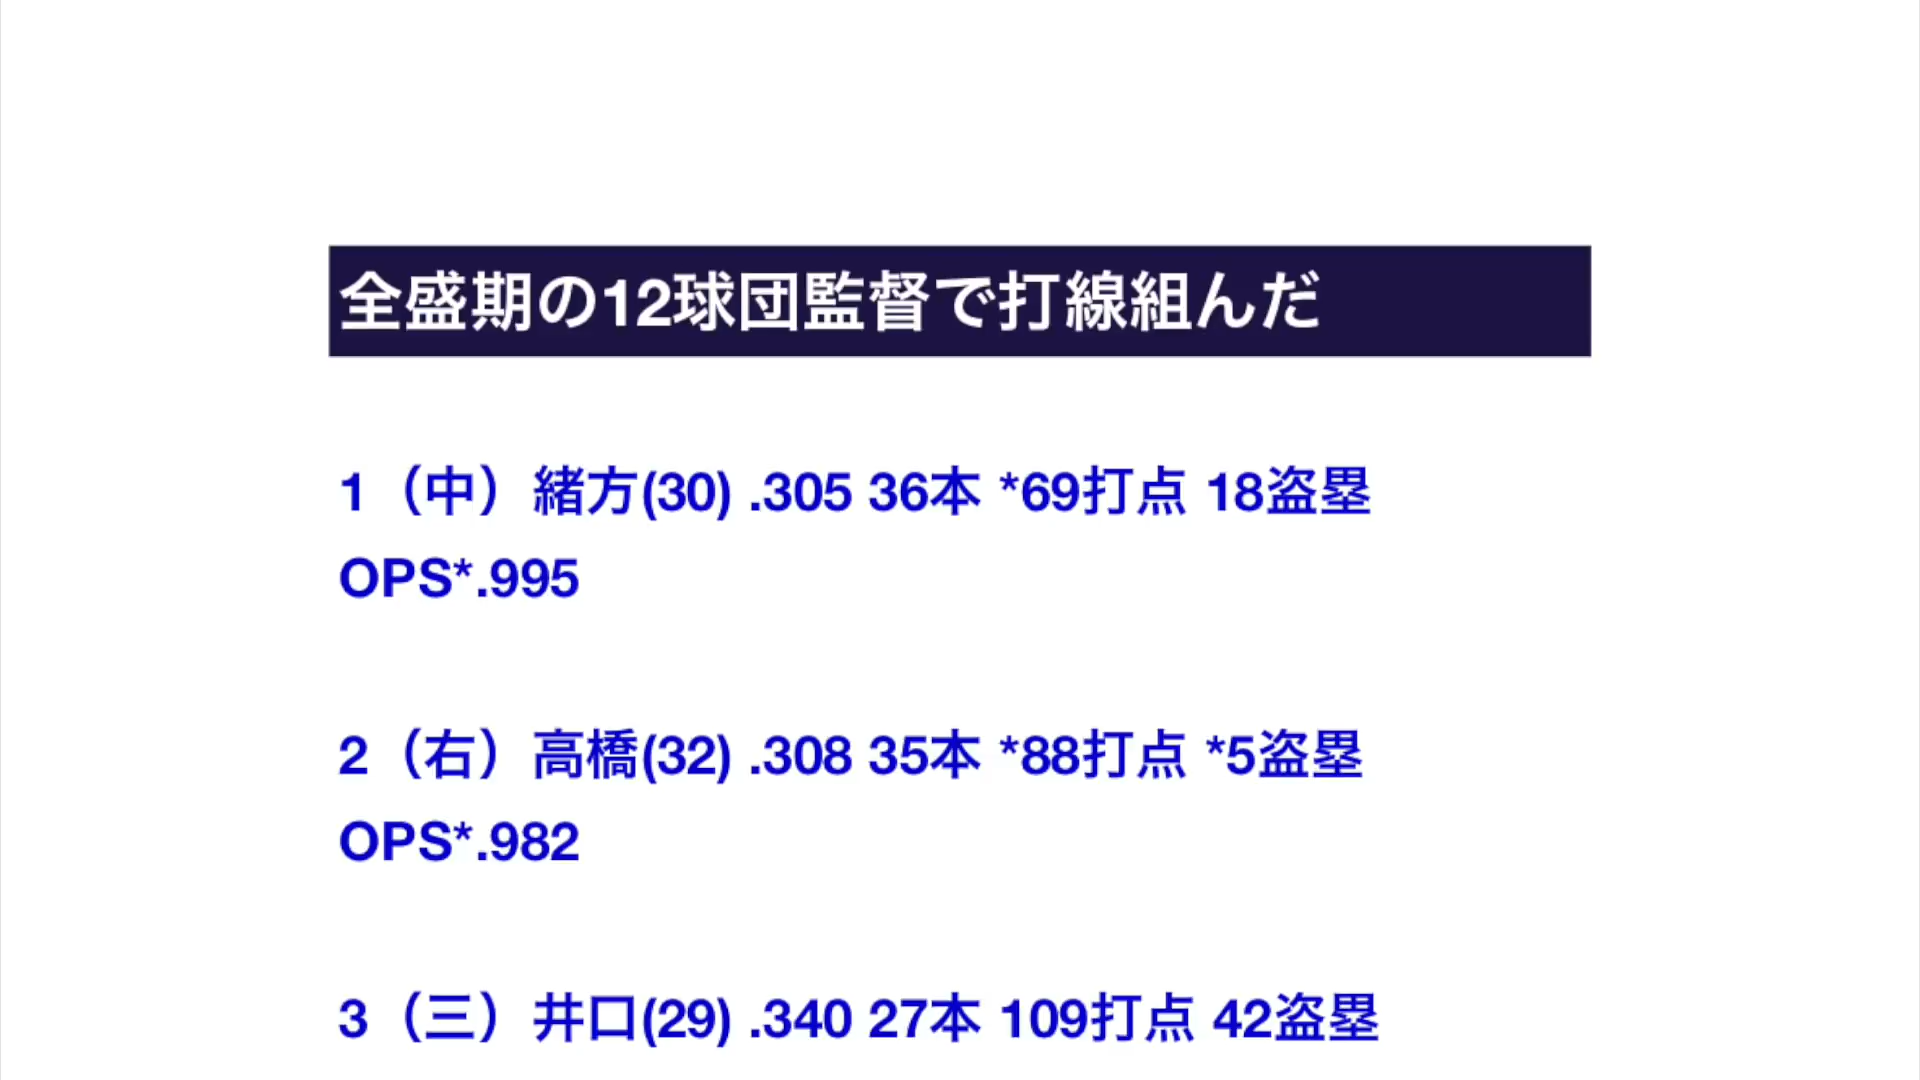 全盛期の12球団監督で打線組んだ
1（中）緒方(30) .305 36本 *69打点 18盗塁
OPS*.995
2（右）高橋(32) .308 35本 *88打点 *5盗塁
OPS*.982
3（三）井口(29) .340 27本 109打点 42盗塁